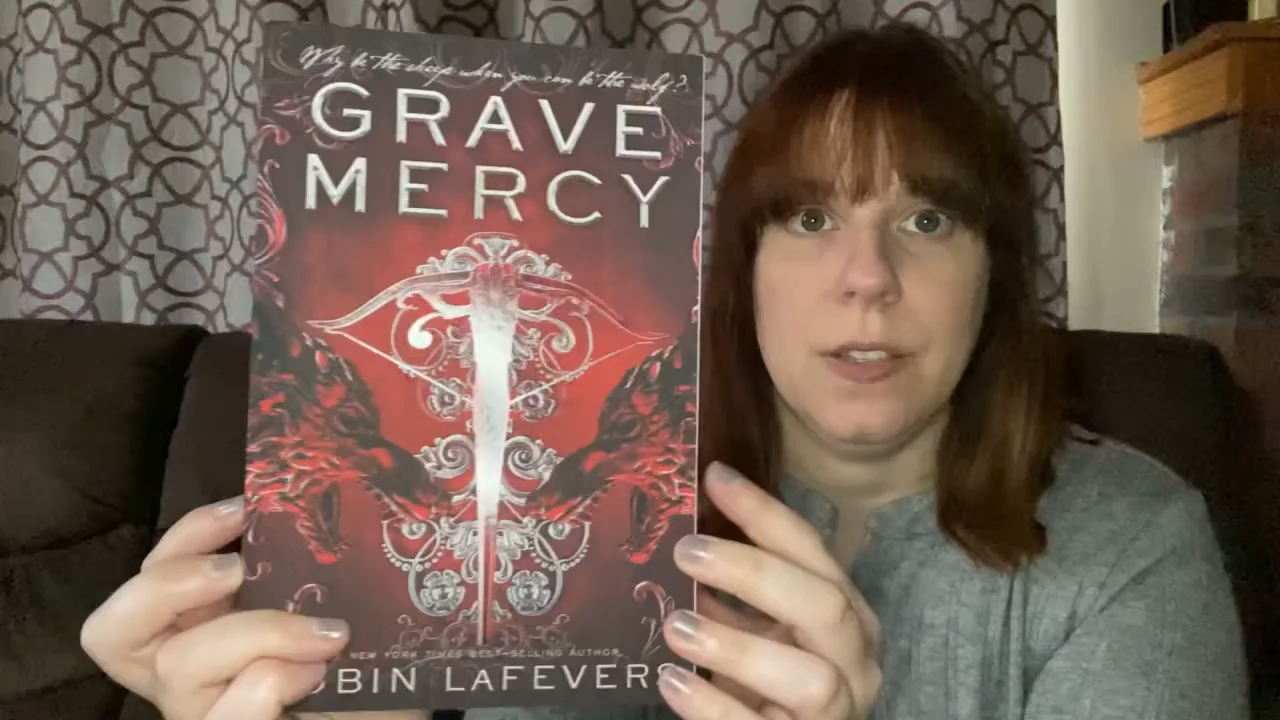 Why be the sheep when you can be the wolf?
GRAVE
MERCY
NEW YORK TIMES BEST-SELLING AUTHOR
BIN LAFEVERS